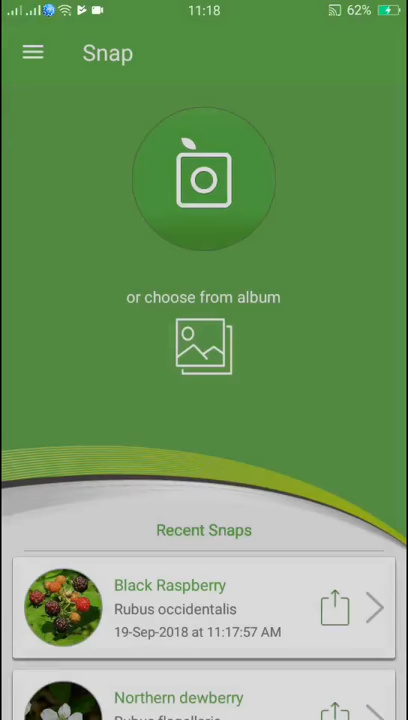 11:18
62%
Snap
or choose from album
Recent Snaps
Black Raspberry
Rubus occidentalis
19-Sep-2018 at 11:17:57 AM
Northern dewberry
Rubus flagellaris